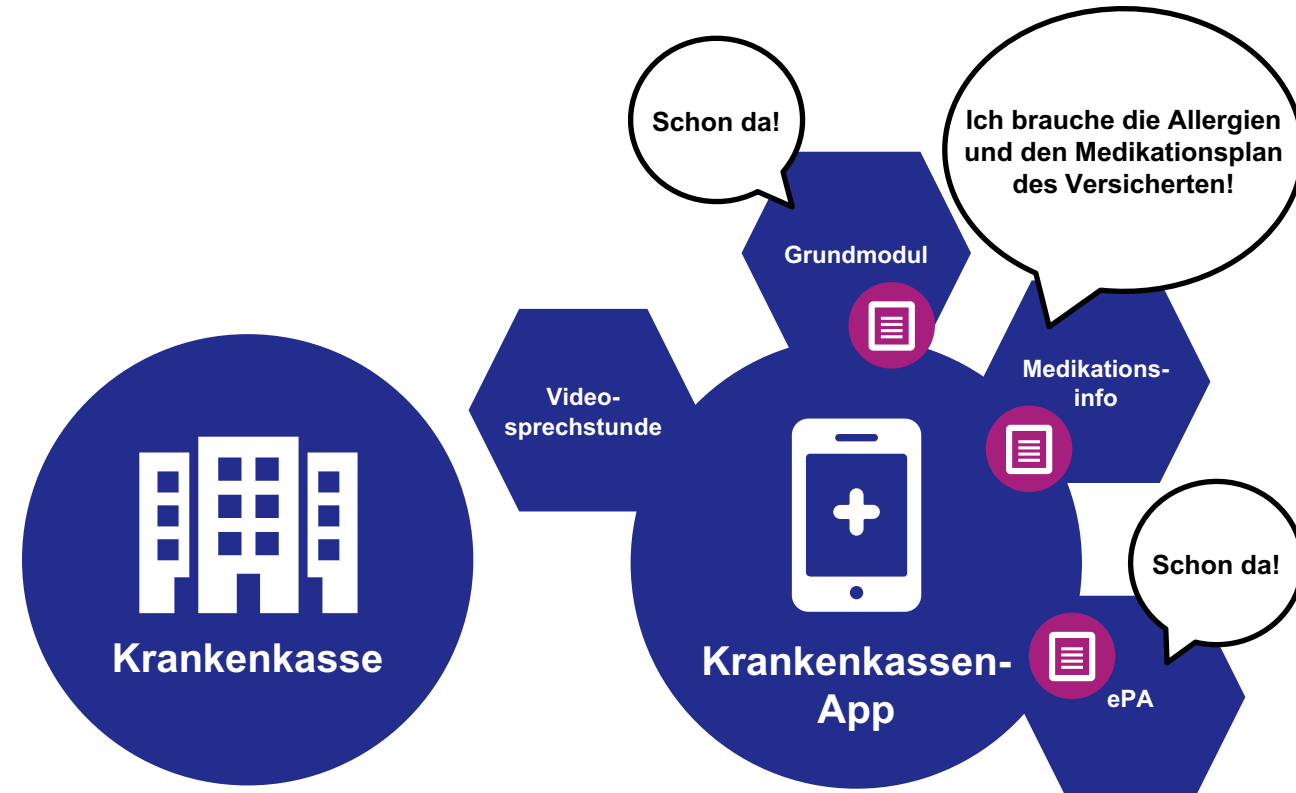 Schon da!
Ich brauche die Allergien
und den Medikationsplan
des Versicherten!
Grundmodul
Medikations-
info
Video-
sprechstunde
Schon da!
Krankenkasse
Krankenkassen-
App
ePA